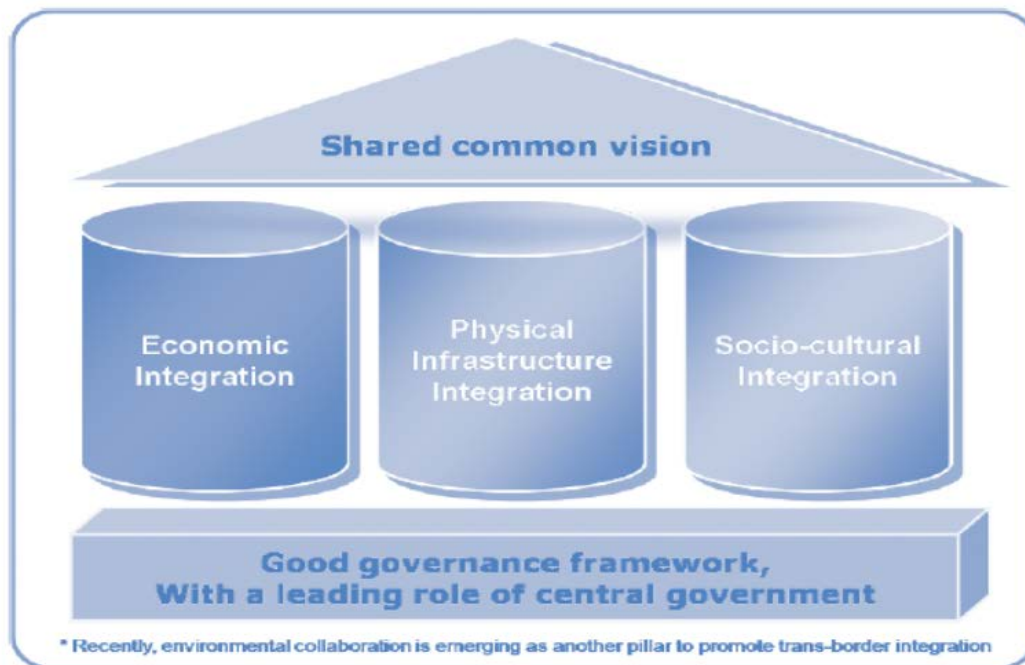 Shared common vision
Economic
Integration
Physical
Infrastructure
Integration
Socio-cultural
Integration
Good governance framework,
With a leading role of central government
* Recently, environmental collaboration is emerging as another pillar to promote trans-border integration